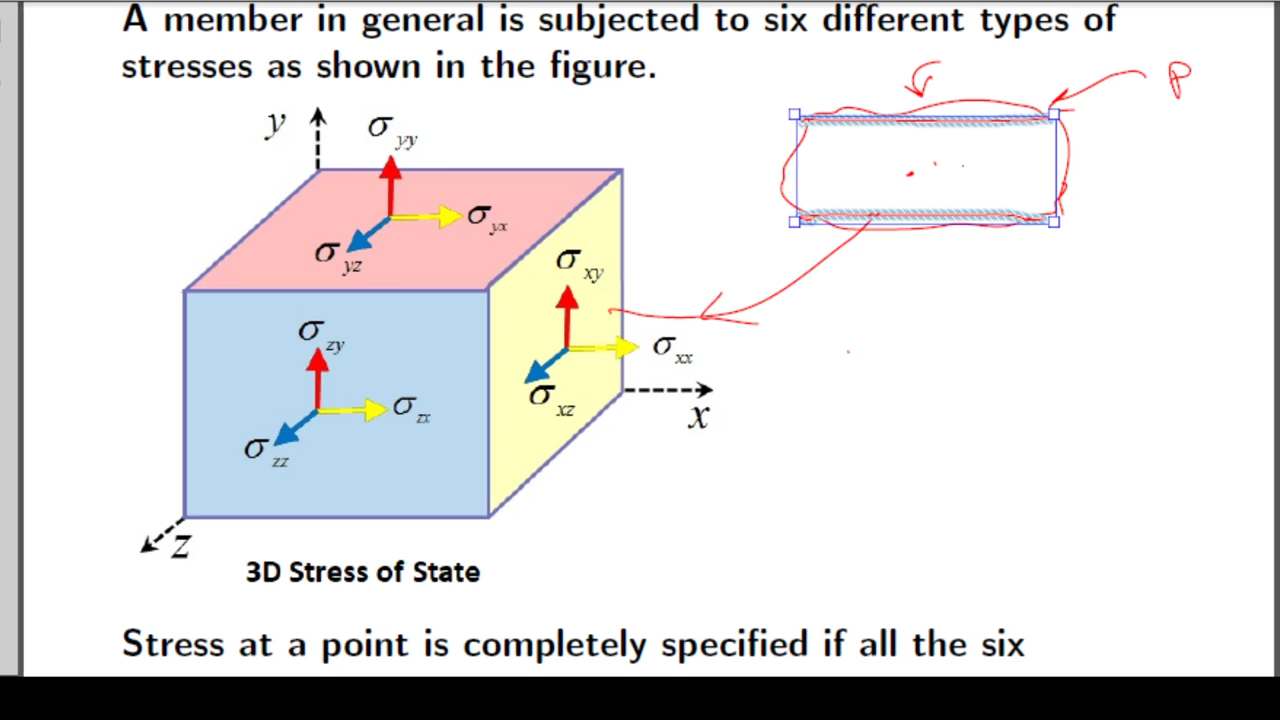 A member in general is subjected to six different types of
stresses as shown in the figure.
P
y
σyy
σyx
σyz
σxy
σxx
σxz
σzy
σzx
σzz
x
z
3D Stress of State
Stress at a point is completely specified if all the six